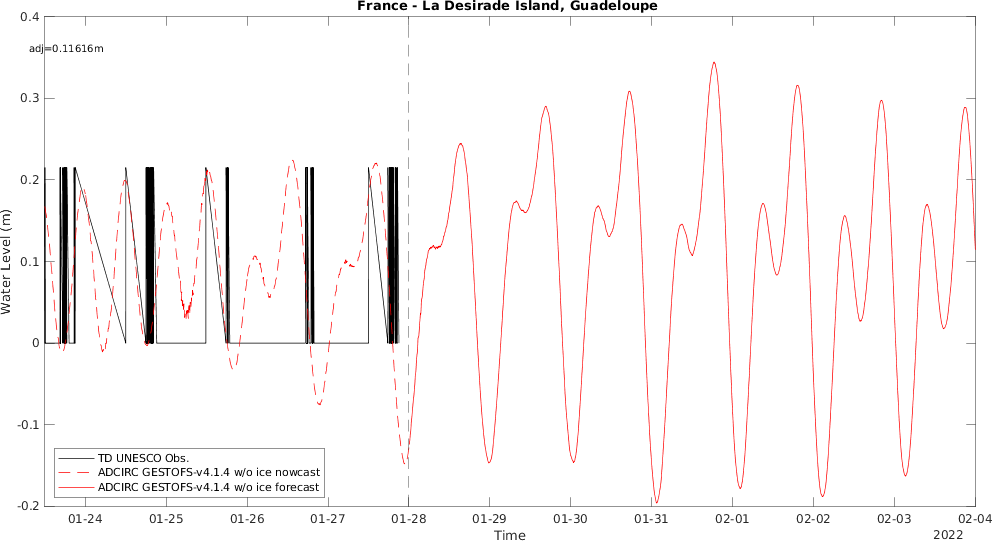 France - La Desirade Island, Guadeloupe
adj=0.11616m
0.4
0.3
0.2
0.1
0
-0.1
-0.2
Water Level (m)
TD UNESCO Obs.
ADCIRC GESTOFS-v4.1.4 w/o ice nowcast
ADCIRC GESTOFS-v4.1.4 w/o ice forecast
01-24 01-25 01-26 01-27 01-28 01-29 01-30 01-31 02-01 02-02 02-03 02-04
Time
2022